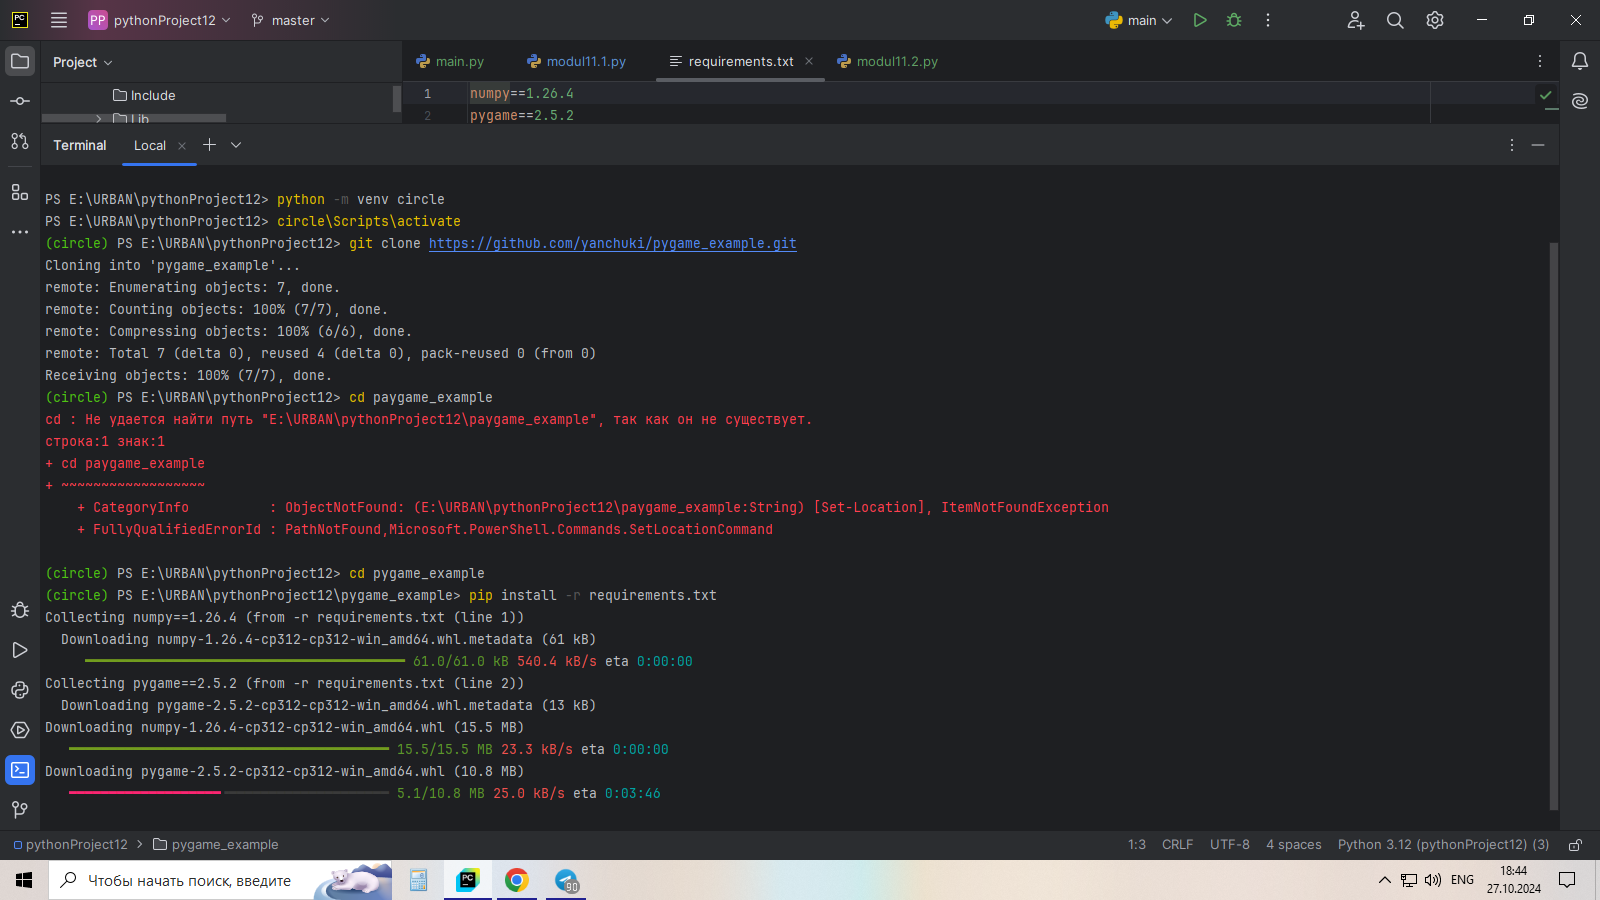 PC PP pythonProject12 master main
Project main.py modul11.1.py requirements.txt modul11.2.py
Include
Lib
1 numpy==1.26.4
2 pygame==2.5.2
Terminal Local
PS E:\URBAN\pythonProject12> python -m venv circle
PS E:\URBAN\pythonProject12> circle\Scripts\activate
(circle) PS E:\URBAN\pythonProject12> git clone https://github.com/yanchuki/pygame_example.git
Cloning into 'pygame_example'...
remote: Enumerating objects: 7, done.
remote: Counting objects: 100% (7/7), done.
remote: Compressing objects: 100% (6/6), done.
remote: Total 7 (delta 0), reused 4 (delta 0), pack-reused 0 (from 0)
Receiving objects: 100% (7/7), done.
(circle) PS E:\URBAN\pythonProject12> cd paygame_example
cd : Не удается найти путь "E:\URBAN\pythonProject12\paygame_example", так как он не существует.
строка:1 знак:1
+ cd paygame_example
+ ~~~~~~~~~~~~~~~~~~
    + CategoryInfo          : ObjectNotFound: (E:\URBAN\pythonProject12\paygame_example:String) [Set-Location], ItemNotFoundException
    + FullyQualifiedErrorId : PathNotFound,Microsoft.PowerShell.Commands.SetLocationCommand
(circle) PS E:\URBAN\pythonProject12> cd pygame_example
(circle) PS E:\URBAN\pythonProject12\pygame_example> pip install -r requirements.txt
Collecting numpy==1.26.4 (from -r requirements.txt (line 1))
  Downloading numpy-1.26.4-cp312-cp312-win_amd64.whl.metadata (61 kB)
61.0/61.0 kB 540.4 kB/s eta 0:00:00
Collecting pygame==2.5.2 (from -r requirements.txt (line 2))
  Downloading pygame-2.5.2-cp312-cp312-win_amd64.whl.metadata (13 kB)
Downloading numpy-1.26.4-cp312-cp312-win_amd64.whl (15.5 MB)
15.5/15.5 MB 23.3 kB/s eta 0:00:00
Downloading pygame-2.5.2-cp312-cp312-win_amd64.whl (10.8 MB)
5.1/10.8 MB 25.0 kB/s eta 0:03:46
pythonProject12 > pygame_example 1:3 CRLF UTF-8 4 spaces Python 3.12 (pythonProject12) (3)
Чтобы начать поиск, введите PC 90 ENG 18:44
27.10.2024